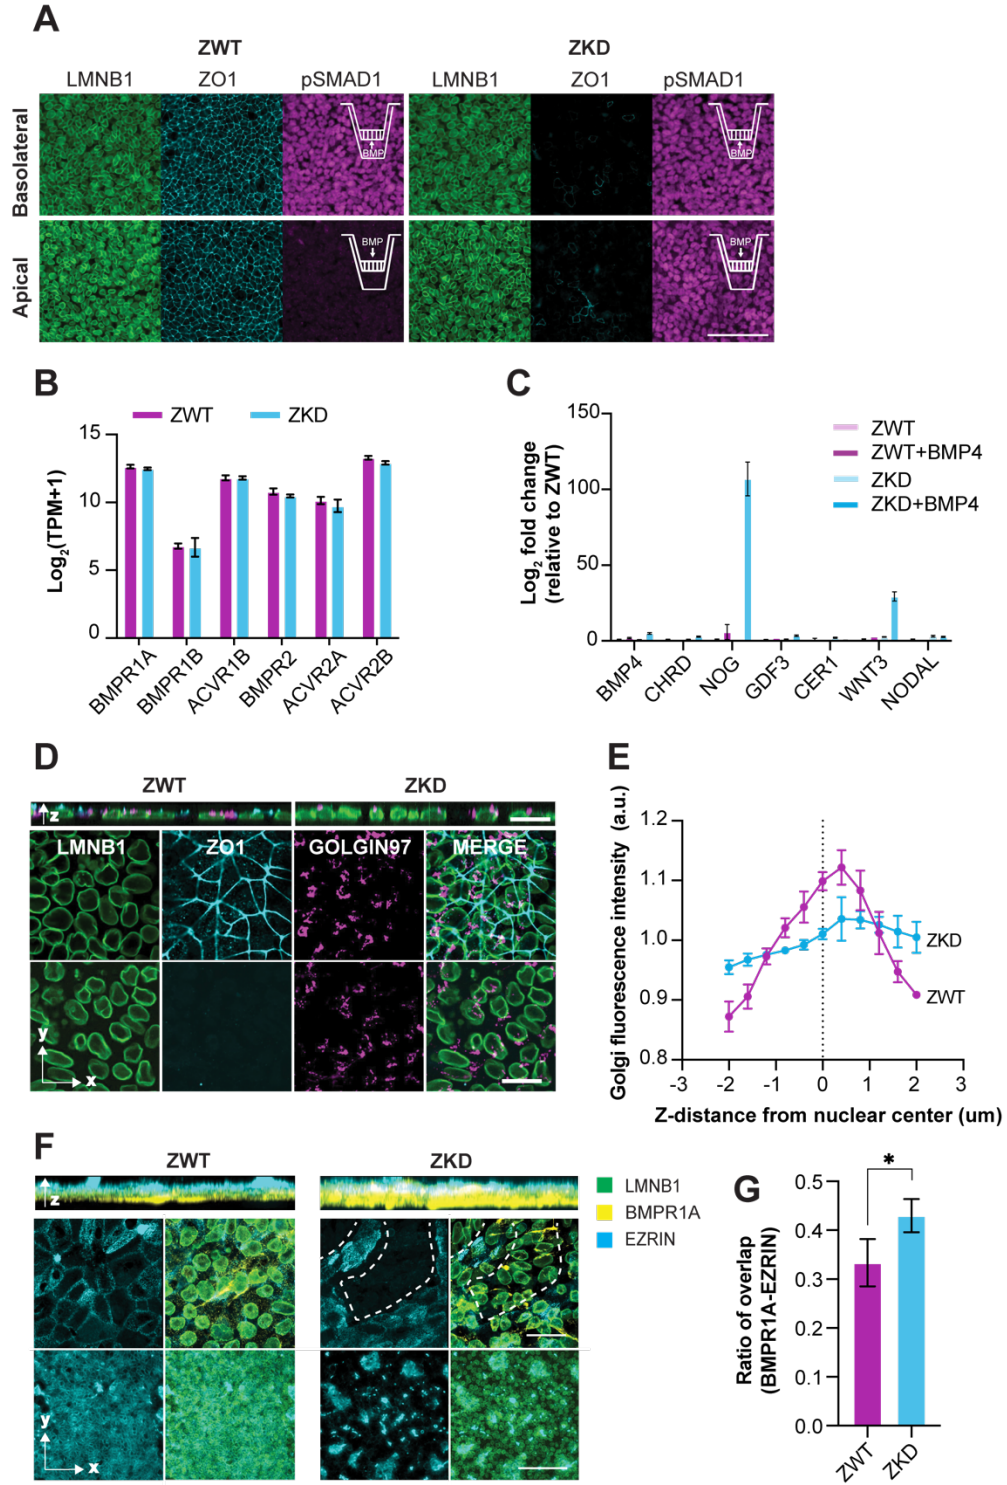 A
ZWT ZKD
LMNB1 ZO1 pSMAD1 LMNB1 ZO1 pSMAD1
Basolateral
BMP BMP
Apical
BMP BMP
B
ZWT ZKD
Log2(TPM+1)
15
10
5
0
BMPR1A BMPR1B ACVR1B BMPR2 ACVR2A ACVR2B
C
Log2 fold change
(relative to ZWT)
150
100
50
0
ZWT
ZWT+BMP4
ZKD
ZKD+BMP4
BMP4 CHRD NOG GDF3 CER1 WNT3 NODAL
D
ZWT ZKD
z
LMNB1 ZO1 GOLGIN97 MERGE
y
x
E
Golgi fluorescence intensity (a.u.)
1.2
1.1
1.0
0.9
0.8
ZKD
ZWT
-3 -2 -1 0 1 2 3
Z-distance from nuclear center (um)
F
ZWT ZKD
z
LMNB1
BMPR1A
EZRIN
y
x
G
*
Ratio of overlap
(BMPR1A-EZRIN)
0.5
0.4
0.3
0.2
0.1
0.0
ZWT ZKD